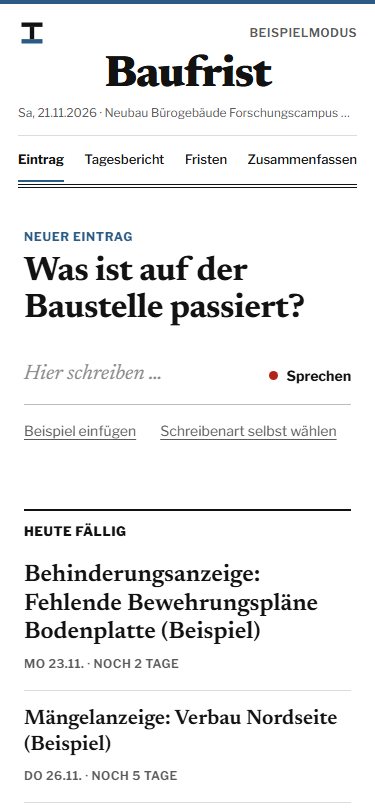 BEISPIELMODUS
Baufrist
Sa, 21.11.2026 · Neubau Bürogebäude Forschungscampus ...
Eintrag Tagesbericht Fristen Zusammenfassen
NEUER EINTRAG
Was ist auf der
Baustelle passiert?
Hier schreiben ...
Sprechen
Beispiel einfügen Schreibenart selbst wählen
HEUTE FÄLLIG
Behinderungsanzeige:
Fehlende Bewehrungspläne
Bodenplatte (Beispiel)
MO 23.11. · NOCH 2 TAGE
Mängelanzeige: Verbau Nordseite
(Beispiel)
DO 26.11. · NOCH 5 TAGE